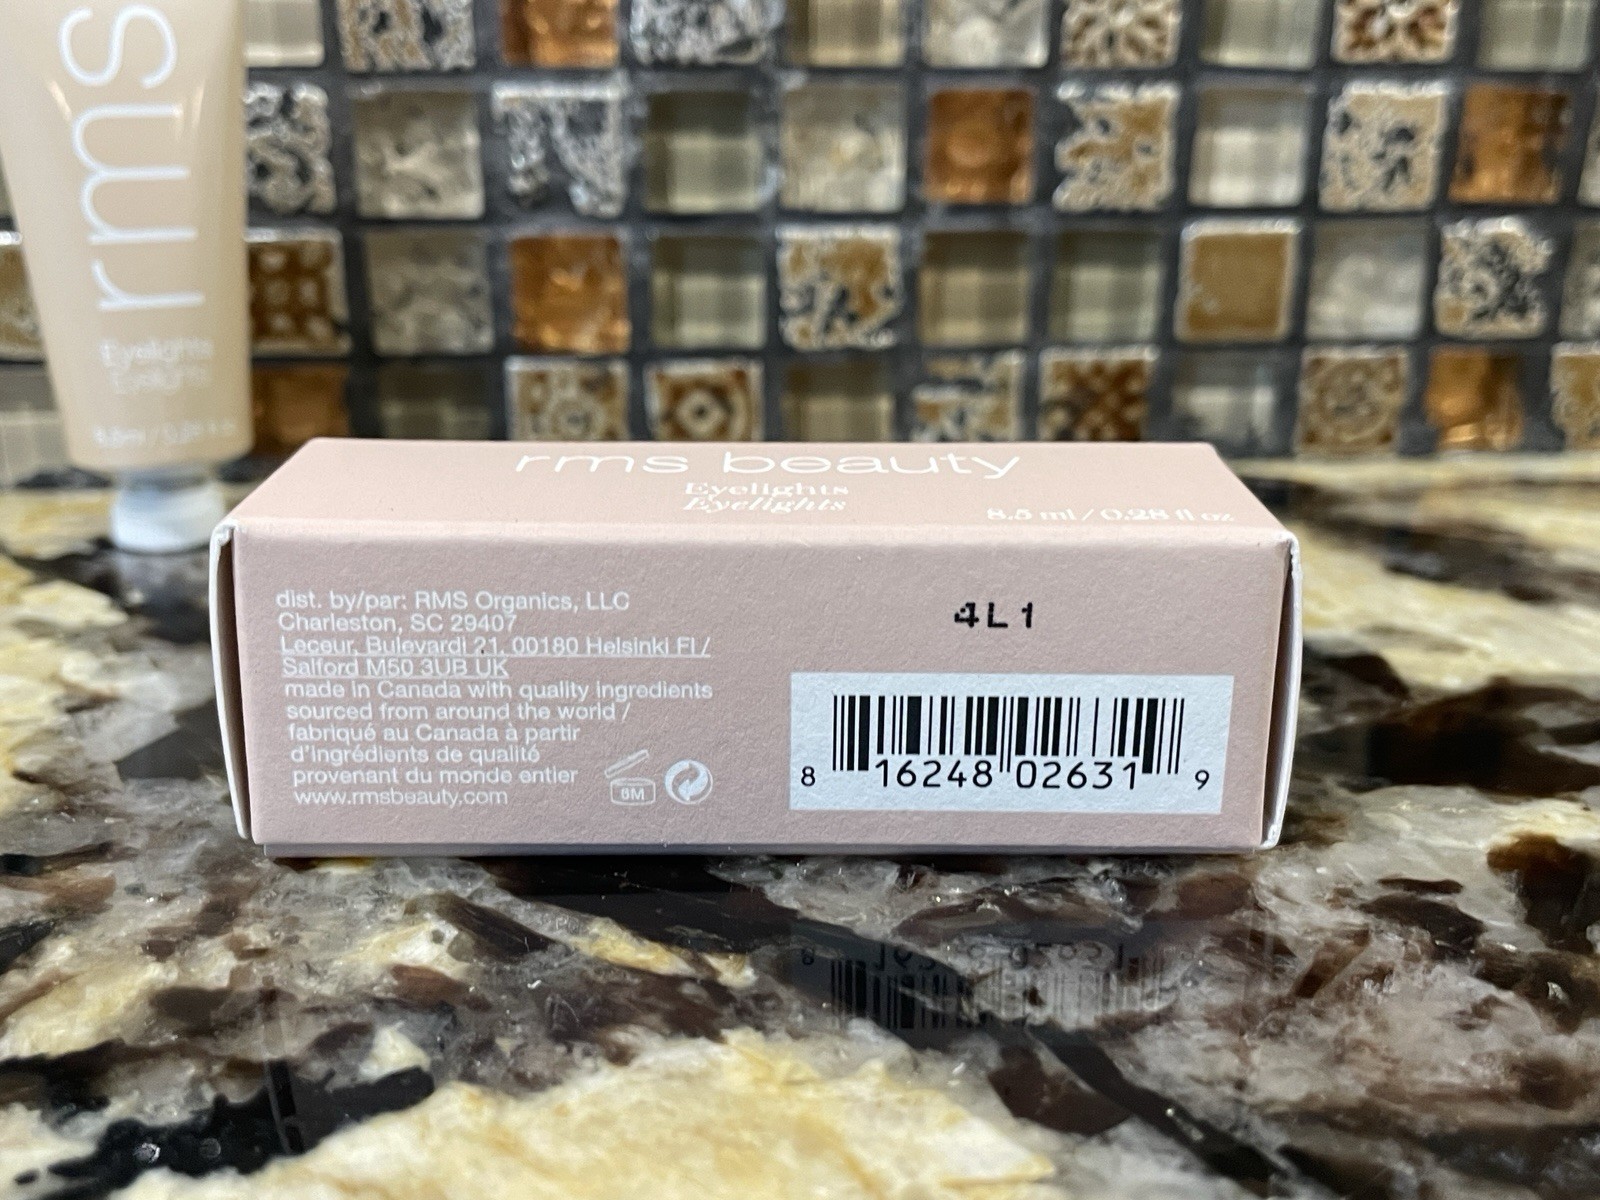 rms
Eyelights
Eyelights
rms beauty
Eyelights
Eyelights
8.5 ml / 0.28 fl oz
dist. by/par: RMS Organics, LLC
Charleston, SC 29407
Leceur, Bulevardi 21, 00180 Helsinki FI /
Salford M50 3UB UK
made in Canada with quality ingredients
sourced from around the world /
fabriqué au Canada à partir
d'ingrédients de qualité
provenant du monde entier
www.rmsbeauty.com
6M
4L1
8 16248 02631 9